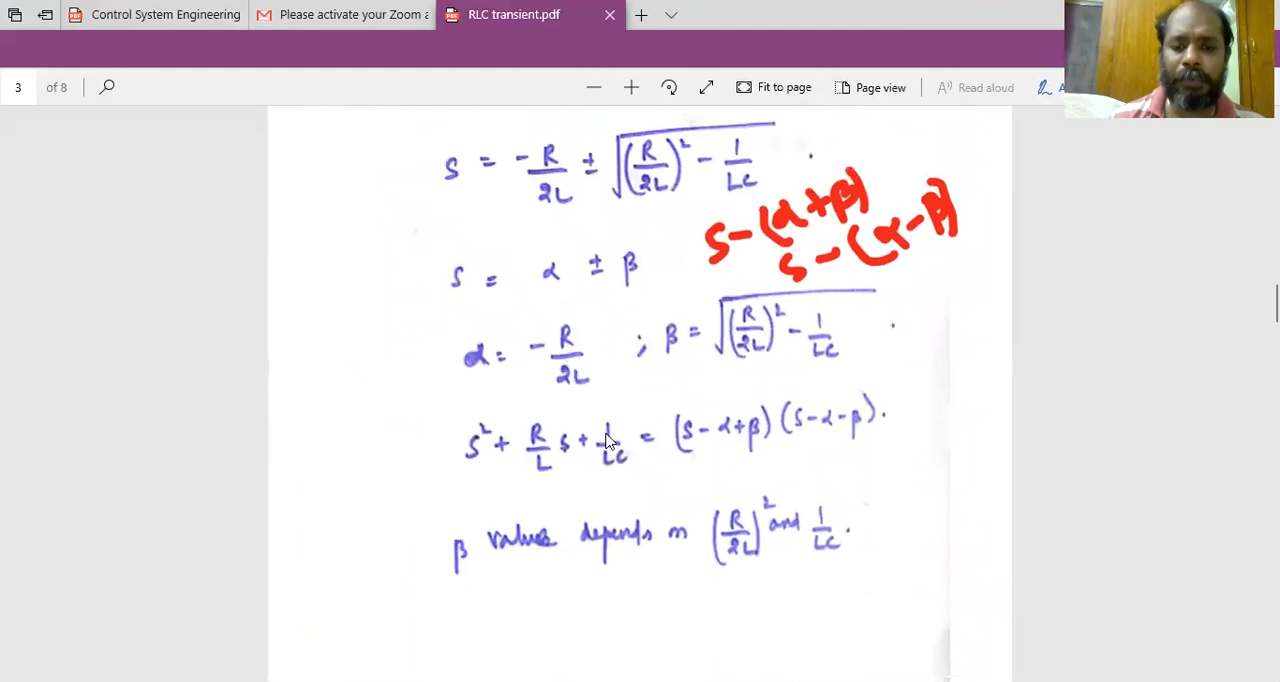 Control System Engineering
Please activate your Zoom a
RLC transient.pdf
3 of 8
Fit to page
Page view
Read aloud
S = -R/2L ± √((R/2L)² - 1/LC) .
S-(α+β)
S-(α-β)
S = α ± β
α = -R/2L ; β = √((R/2L)² - 1/LC) .
S² + R/L S + 1/LC = (S-α+β) (S-α-β).
β values depends on (R/2L)² and 1/LC .